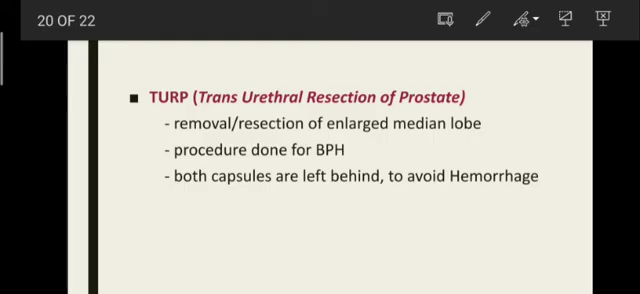 20 OF 22
■ TURP (Trans Urethral Resection of Prostate)
- removal/resection of enlarged median lobe
- procedure done for BPH
- both capsules are left behind, to avoid Hemorrhage